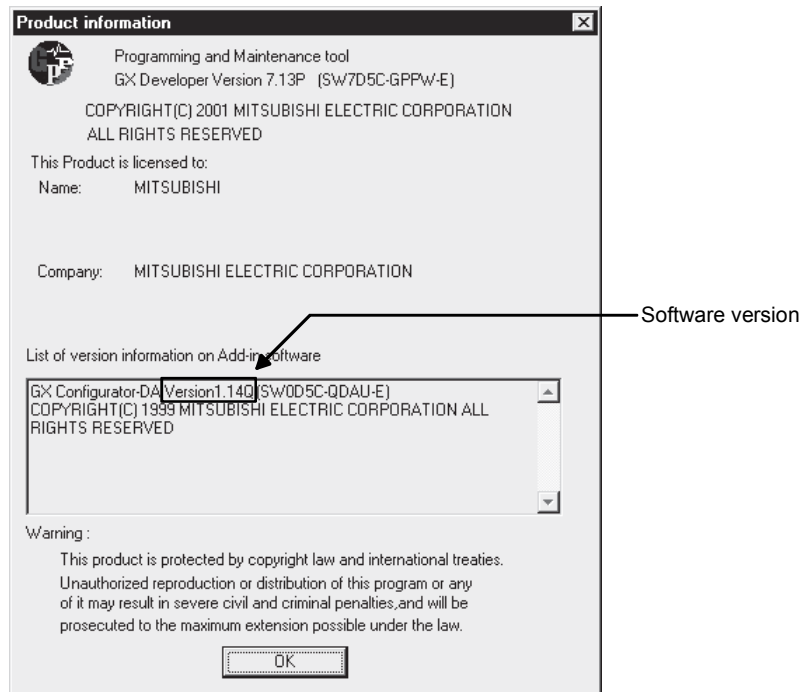 Product information
Programming and Maintenance tool
GX Developer Version 7.13P (SW7D5C-GPPW-E)
COPYRIGHT(C) 2001 MITSUBISHI ELECTRIC CORPORATION
ALL RIGHTS RESERVED
This Product is licensed to:
Name: MITSUBISHI
Company: MITSUBISHI ELECTRIC CORPORATION
Software version
List of version information on Add-in software
GX Configurator-DA Version1.14Q (SW0D5C-QDAU-E)
COPYRIGHT(C) 1999 MITSUBISHI ELECTRIC CORPORATION ALL
RIGHTS RESERVED
Warning :
This product is protected by copyright law and international treaties.
Unauthorized reproduction or distribution of this program or any
of it may result in severe civil and criminal penalties,and will be
prosecuted to the maximum extension possible under the law.
OK